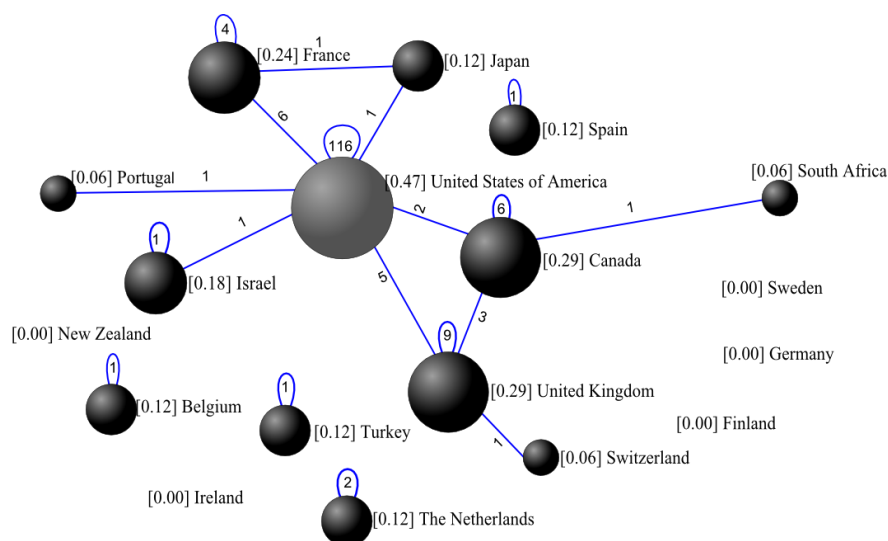 4
1
[0.24] France
[0.12] Japan
6
1
1
[0.12] Spain
116
[0.06] Portugal
1
[0.47] United States of America
[0.06] South Africa
2
6
1
1
1
[0.18] Israel
5
[0.29] Canada
[0.00] Sweden
3
9
[0.00] New Zealand
[0.00] Germany
1
[0.12] Belgium
1
[0.29] United Kingdom
[0.12] Turkey
[0.00] Finland
1
[0.06] Switzerland
[0.00] Ireland
2
[0.12] The Netherlands